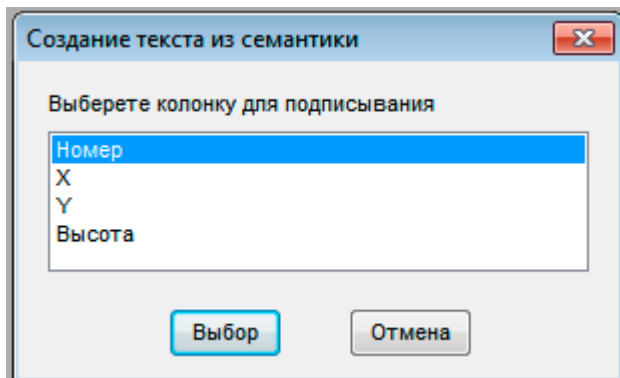 Создание текста из семантики
Выберете колонку для подписывания
Номер
X
Y
Высота
Выбор Отмена